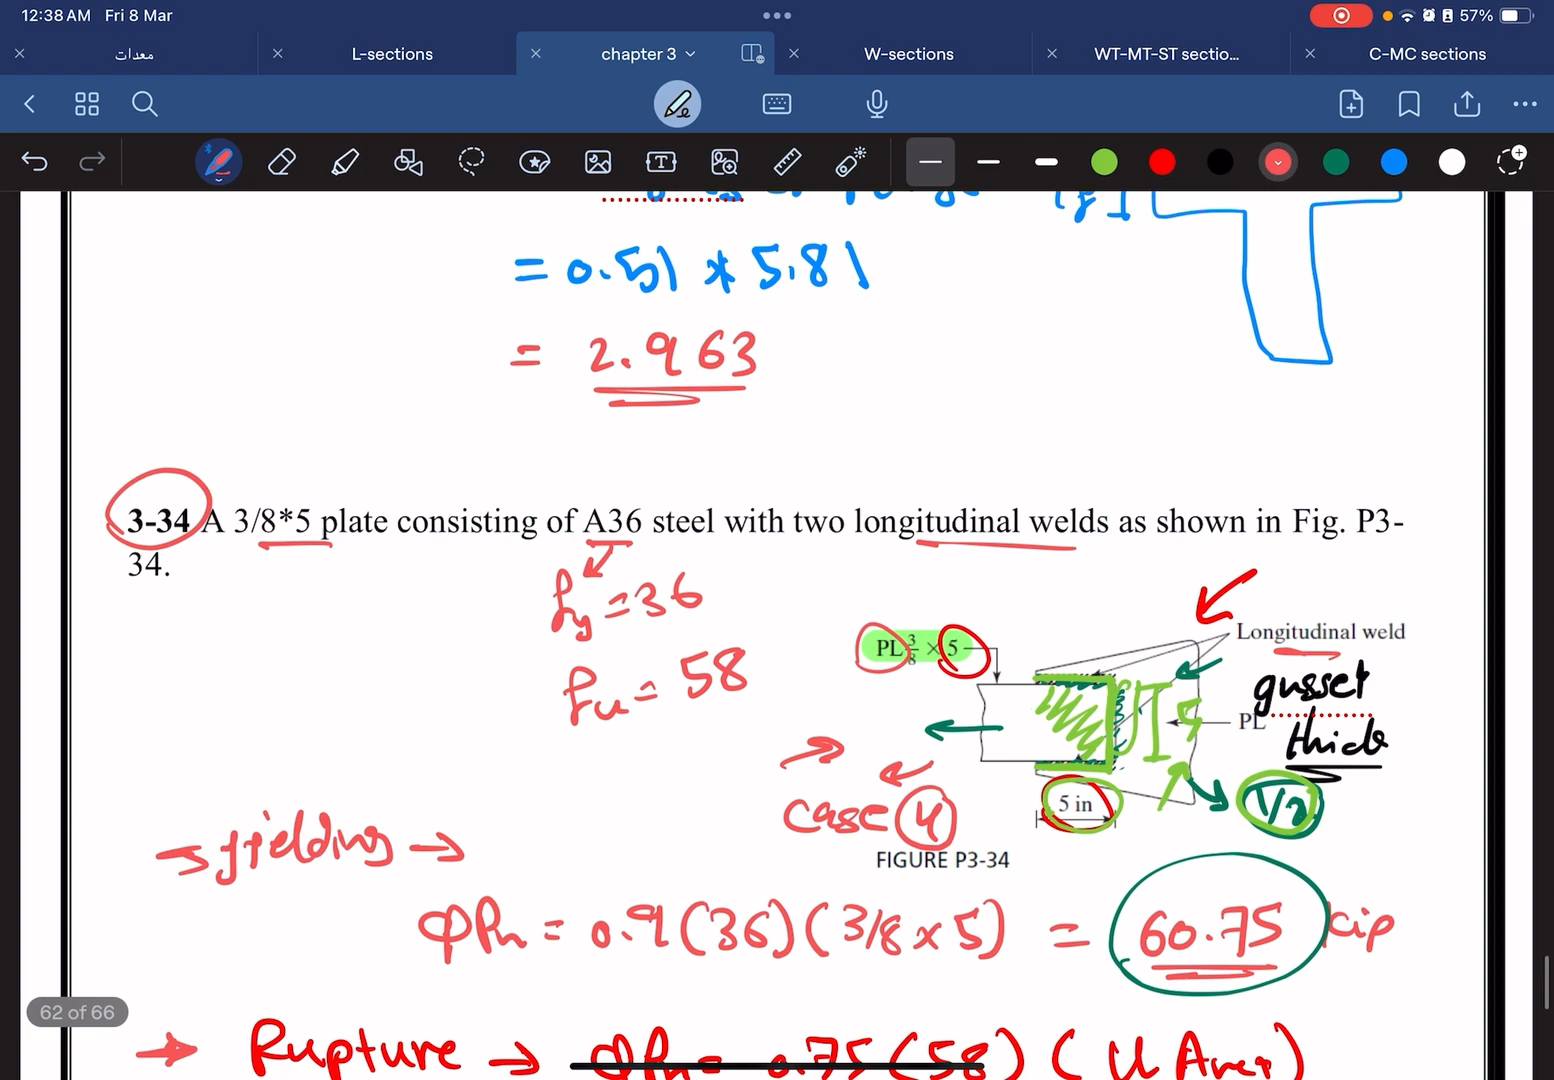 12:38 AM Fri 8 Mar
57%
معدات
L-sections
chapter 3
W-sections
WT-MT-ST sectio...
C-MC sections
= 0.51 * 5.81
= 2.963
3-34 A 3/8*5 plate consisting of A36 steel with two longitudinal welds as shown in Fig. P3-
34.
fy = 36
fu = 58
PL 3/8 × 5
Longitudinal weld
gusset
PL
thick
5
5 in
1/2
case 4
FIGURE P3-34
→ yielding →
ΦPn = 0.9 (36) (3/8 × 5) = 60.75 kip
62 of 66
→ Rupture → ΦPn = 0.75 (58) (U Anet)